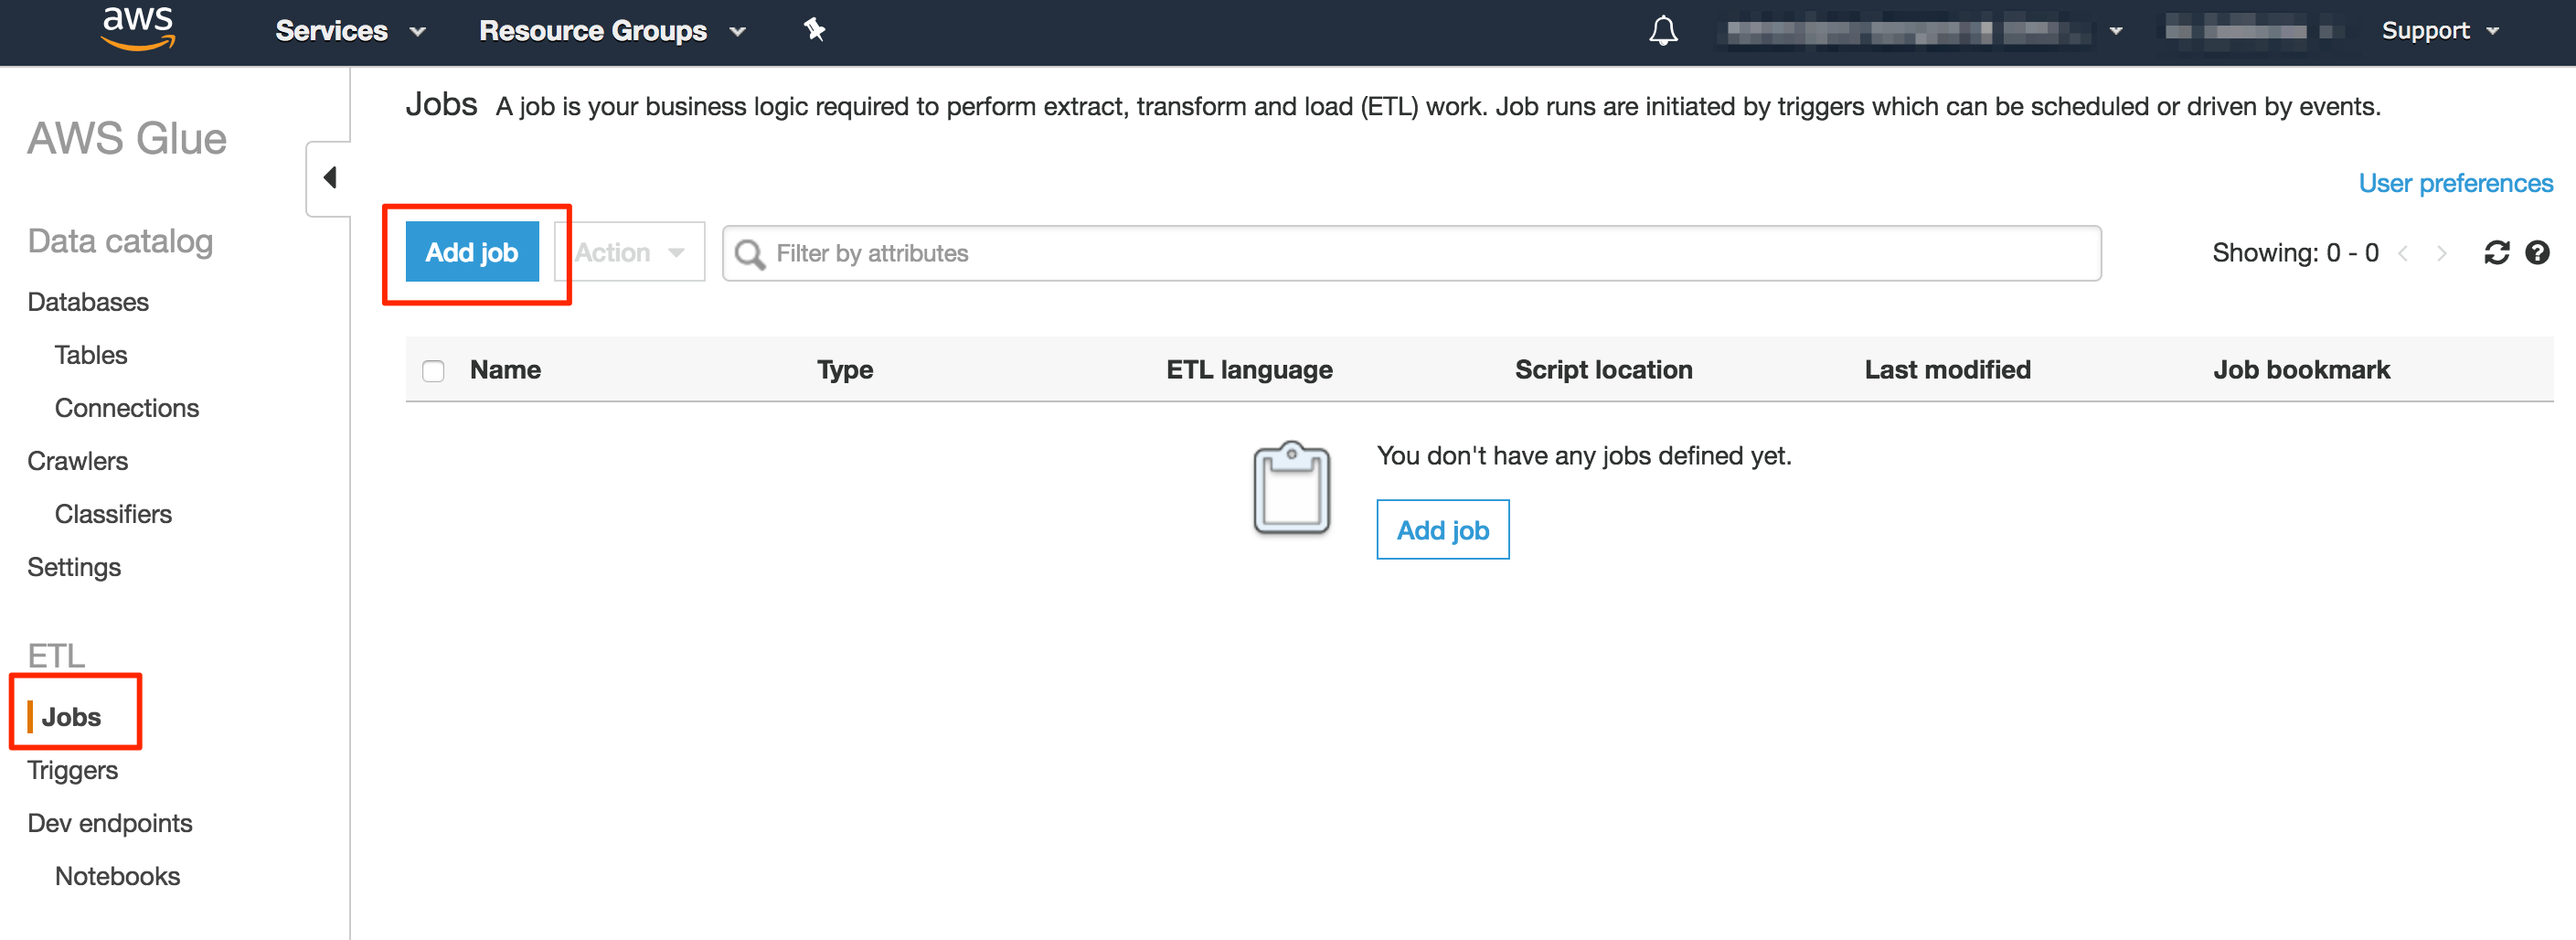 aws Services Resource Groups Support
AWS Glue
Data catalog
Databases
Tables
Connections
Crawlers
Classifiers
Settings
ETL
Jobs
Triggers
Dev endpoints
Notebooks
Jobs A job is your business logic required to perform extract, transform and load (ETL) work. Job runs are initiated by triggers which can be scheduled or driven by events.
User preferences
Add job Action Filter by attributes Showing: 0 - 0
Name Type ETL language Script location Last modified Job bookmark
You don't have any jobs defined yet.
Add job